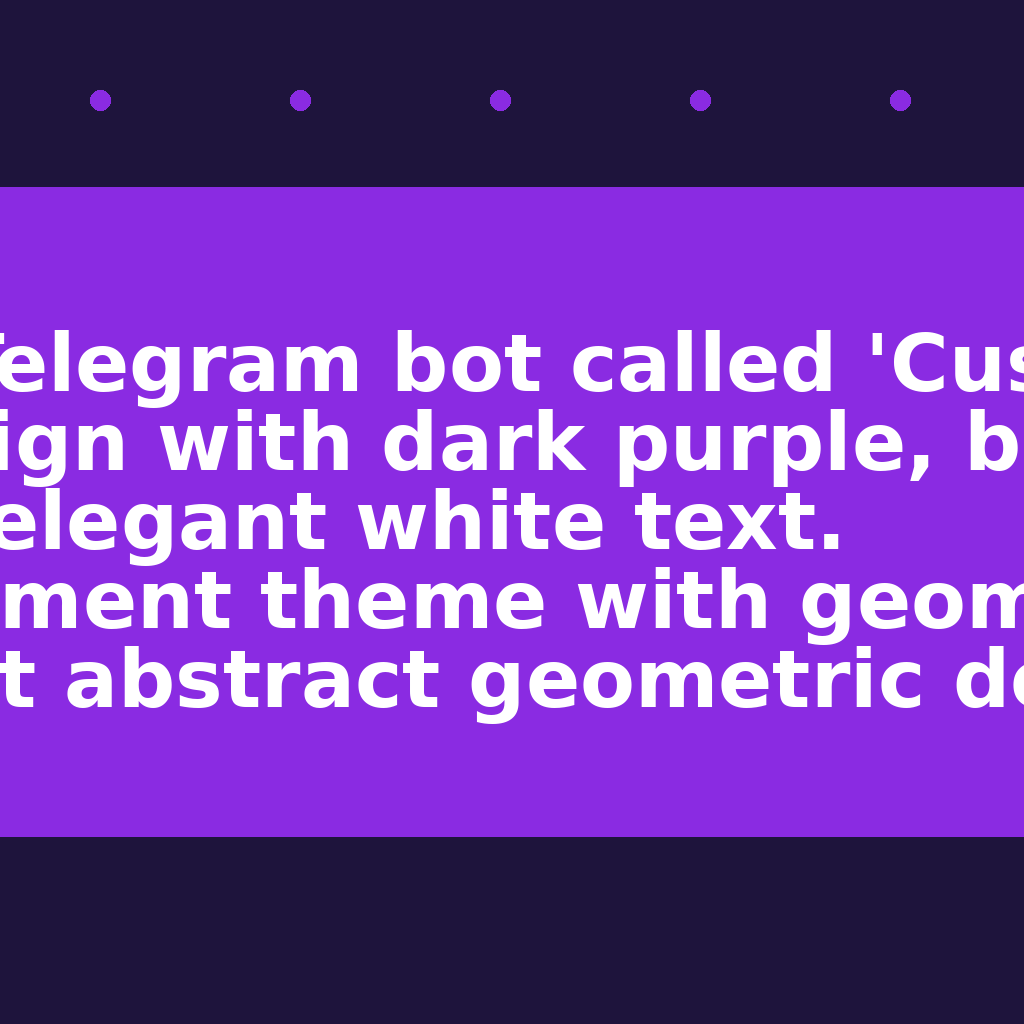 Telegram bot called 'Cus
ign with dark purple, b
elegant white text.
ment theme with geom
t abstract geometric de